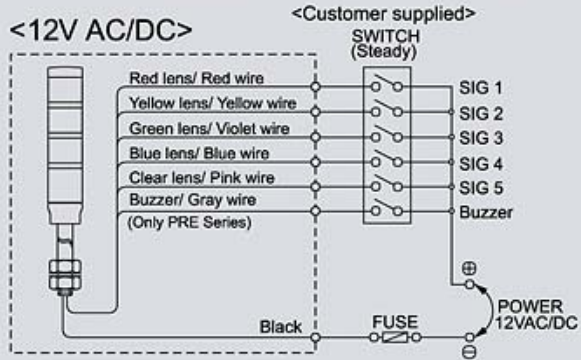 <Customer supplied>
<12V AC/DC>
SWITCH
(Steady)
Red lens/ Red wire
SIG 1
Yellow lens/ Yellow wire
SIG 2
Green lens/ Violet wire
SIG 3
Blue lens/ Blue wire
SIG 4
Clear lens/ Pink wire
SIG 5
Buzzer/ Gray wire
Buzzer
(Only PRE Series)
⊕
POWER
12VAC/DC
Black
FUSE
⊖